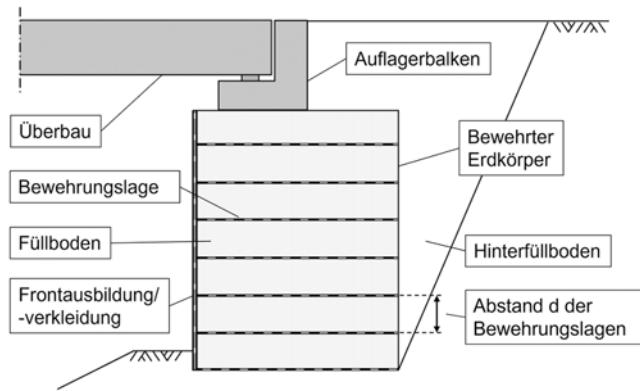 Auflagerbalken
Überbau
Bewehrter
Erdkörper
Bewehrungslage
Füllboden
Hinterfüllboden
Frontausbildung/
-verkleidung
Abstand d der
Bewehrungslagen